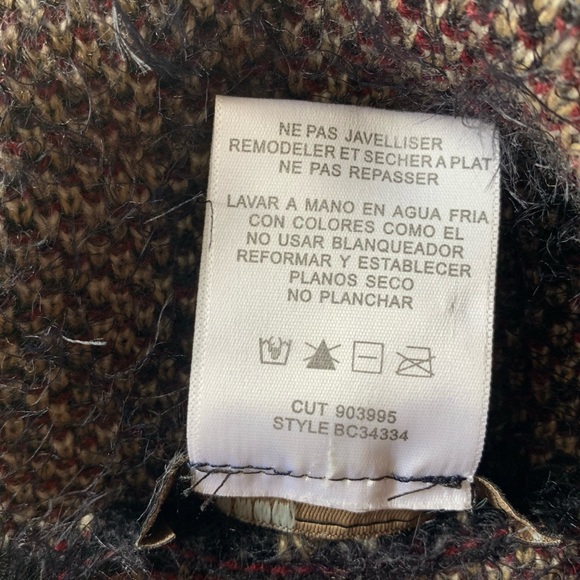 NE PAS JAVELLISER
REMODELER ET SECHER A PLAT
NE PAS REPASSER
LAVAR A MANO EN AGUA FRIA
CON COLORES COMO EL
NO USAR BLANQUEADOR
REFORMAR Y ESTABLECER
PLANOS SECO
NO PLANCHAR
CUT 903995
STYLE BC34334